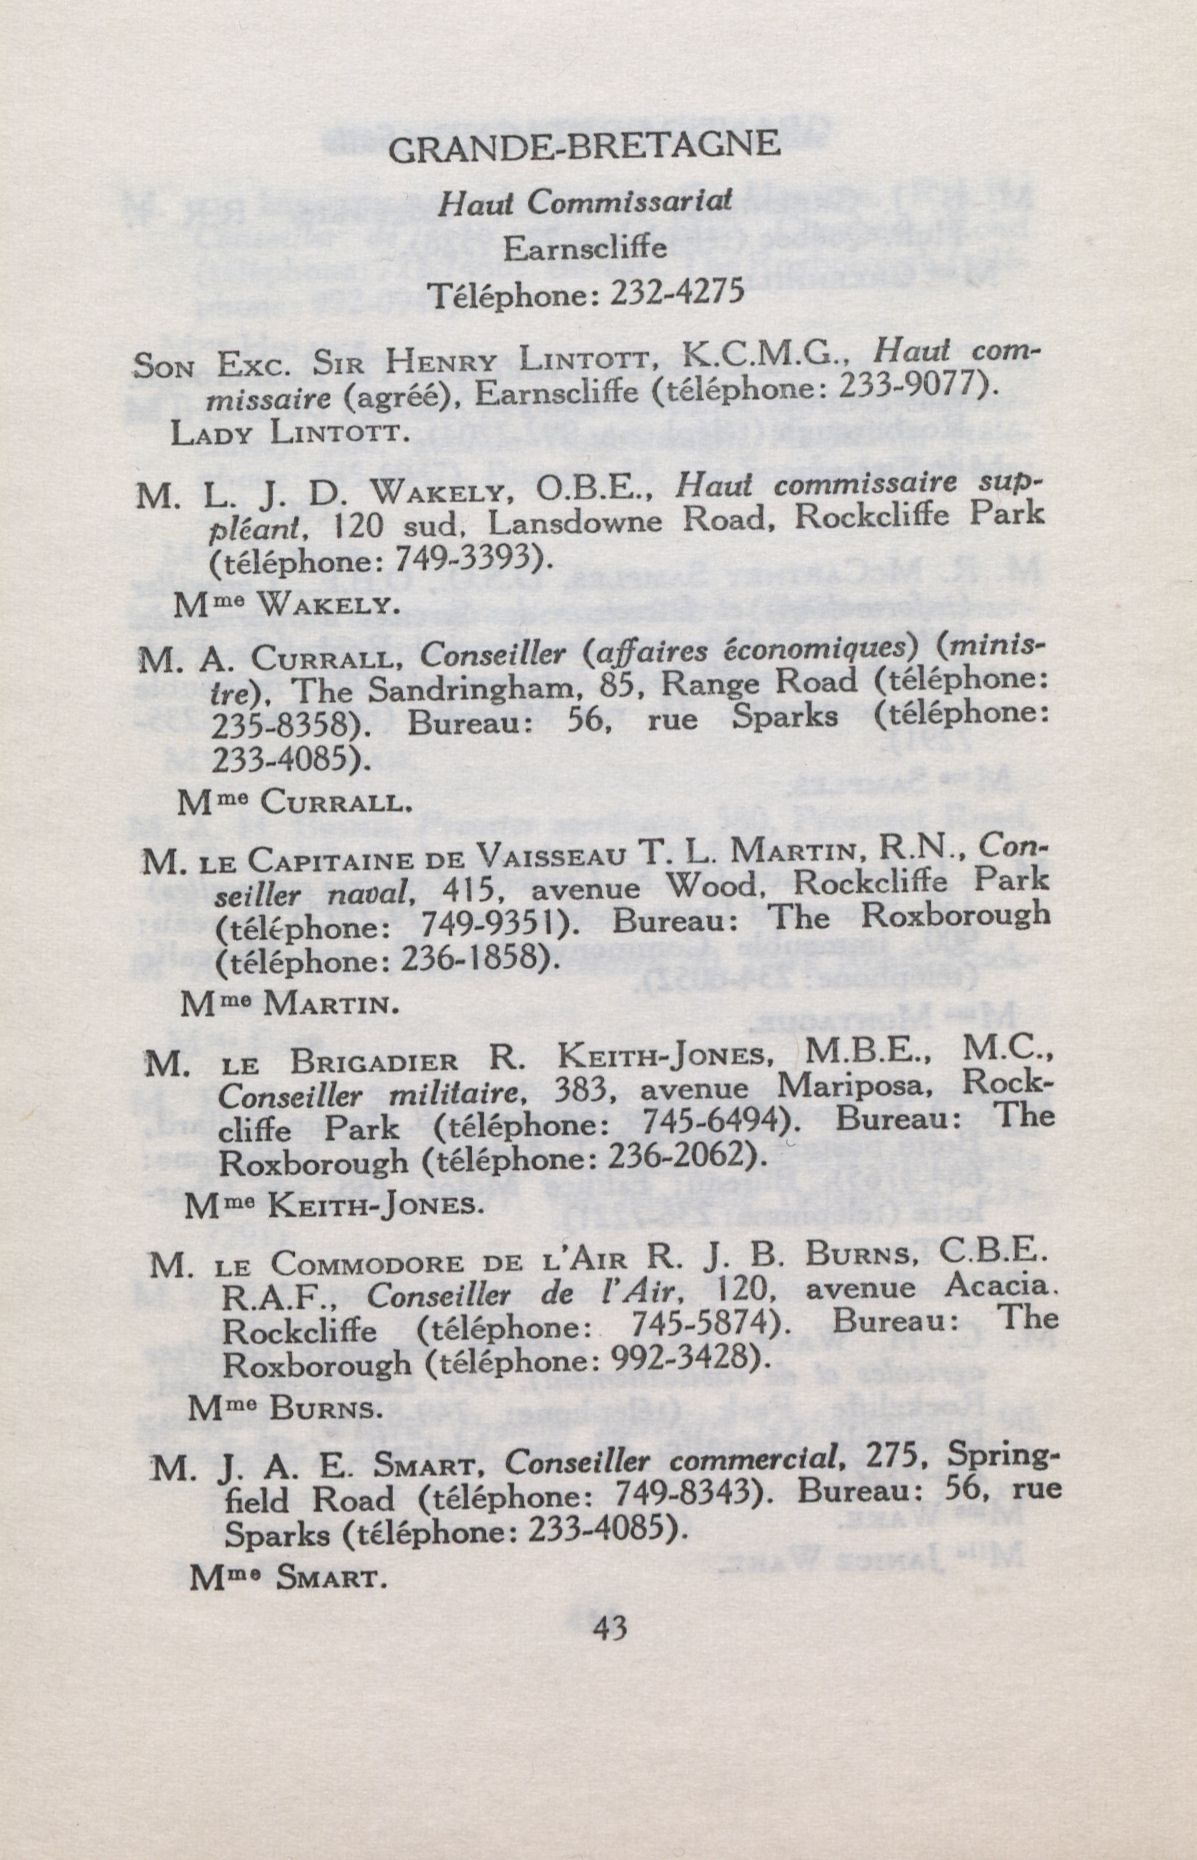 GRANDE-BRETAGNE
Haut Commissariat
Earnscliffe
Téléphone: 232-4275
SON EXC. SIR HENRY LINTOTT, K.C.M.G., Haut com-
missaire (agréé), Earnscliffe (téléphone: 233-9077).
LADY LINTOTT.
M. L. J. D. WAKELY, O.B.E., Haut commissaire sup-
pléant, 120 sud, Lansdowne Road, Rockcliffe Park
(téléphone: 749-3393).
Mme WAKELY.
M. A. CURRALL, Conseiller (affaires économiques) (minis-
tre), The Sandringham, 85, Range Road (téléphone:
235-8358). Bureau: 56, rue Sparks (téléphone:
233-4085).
Mme CURRALL.
M. LE CAPITAINE DE VAISSEAU T. L. MARTIN, R.N., Con-
seiller naval, 415, avenue Wood, Rockcliffe Park
(téléphone: 749-9351). Bureau: The Roxborough
(téléphone: 236-1858).
Mme MARTIN.
M. LE BRIGADIER R. KEITH-JONES, M.B.E., M.C.,
Conseiller militaire, 383, avenue Mariposa, Rock-
cliffe Park (téléphone: 745-6494). Bureau: The
Roxborough (téléphone: 236-2062).
Mme KEITH-JONES.
M. LE COMMODORE DE L'AIR R. J. B. BURNS, C.B.E.
R.A.F., Conseiller de l'Air, 120, avenue Acacia.
Rockcliffe (téléphone: 745-5874). Bureau: The
Roxborough (téléphone: 992-3428).
Mme BURNS.
M. J. A. E. SMART, Conseiller commercial, 275, Spring-
field Road (téléphone: 749-8343). Bureau: 56, rue
Sparks (téléphone: 233-4085).
Mme SMART.
43